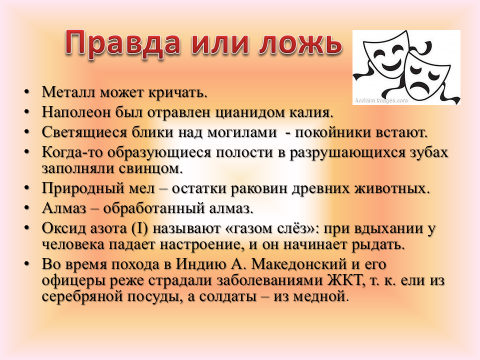 Правда или ложь
• Металл может кричать.
• Наполеон был отравлен цианидом калия.
• Светящиеся блики над могилами - покойники встают.
• Когда-то образующиеся полости в разрушающихся зубах
заполняли свинцом.
• Природный мел – остатки раковин древних животных.
• Алмаз – обработанный алмаз.
• Оксид азота (I) называют «газом слёз»: при вдыхании у
человека падает настроение, и он начинает рыдать.
• Во время похода в Индию А. Македонский и его
офицеры реже страдали заболеваниями ЖКТ, т. к. ели из
серебряной посуды, а солдаты – из медной.